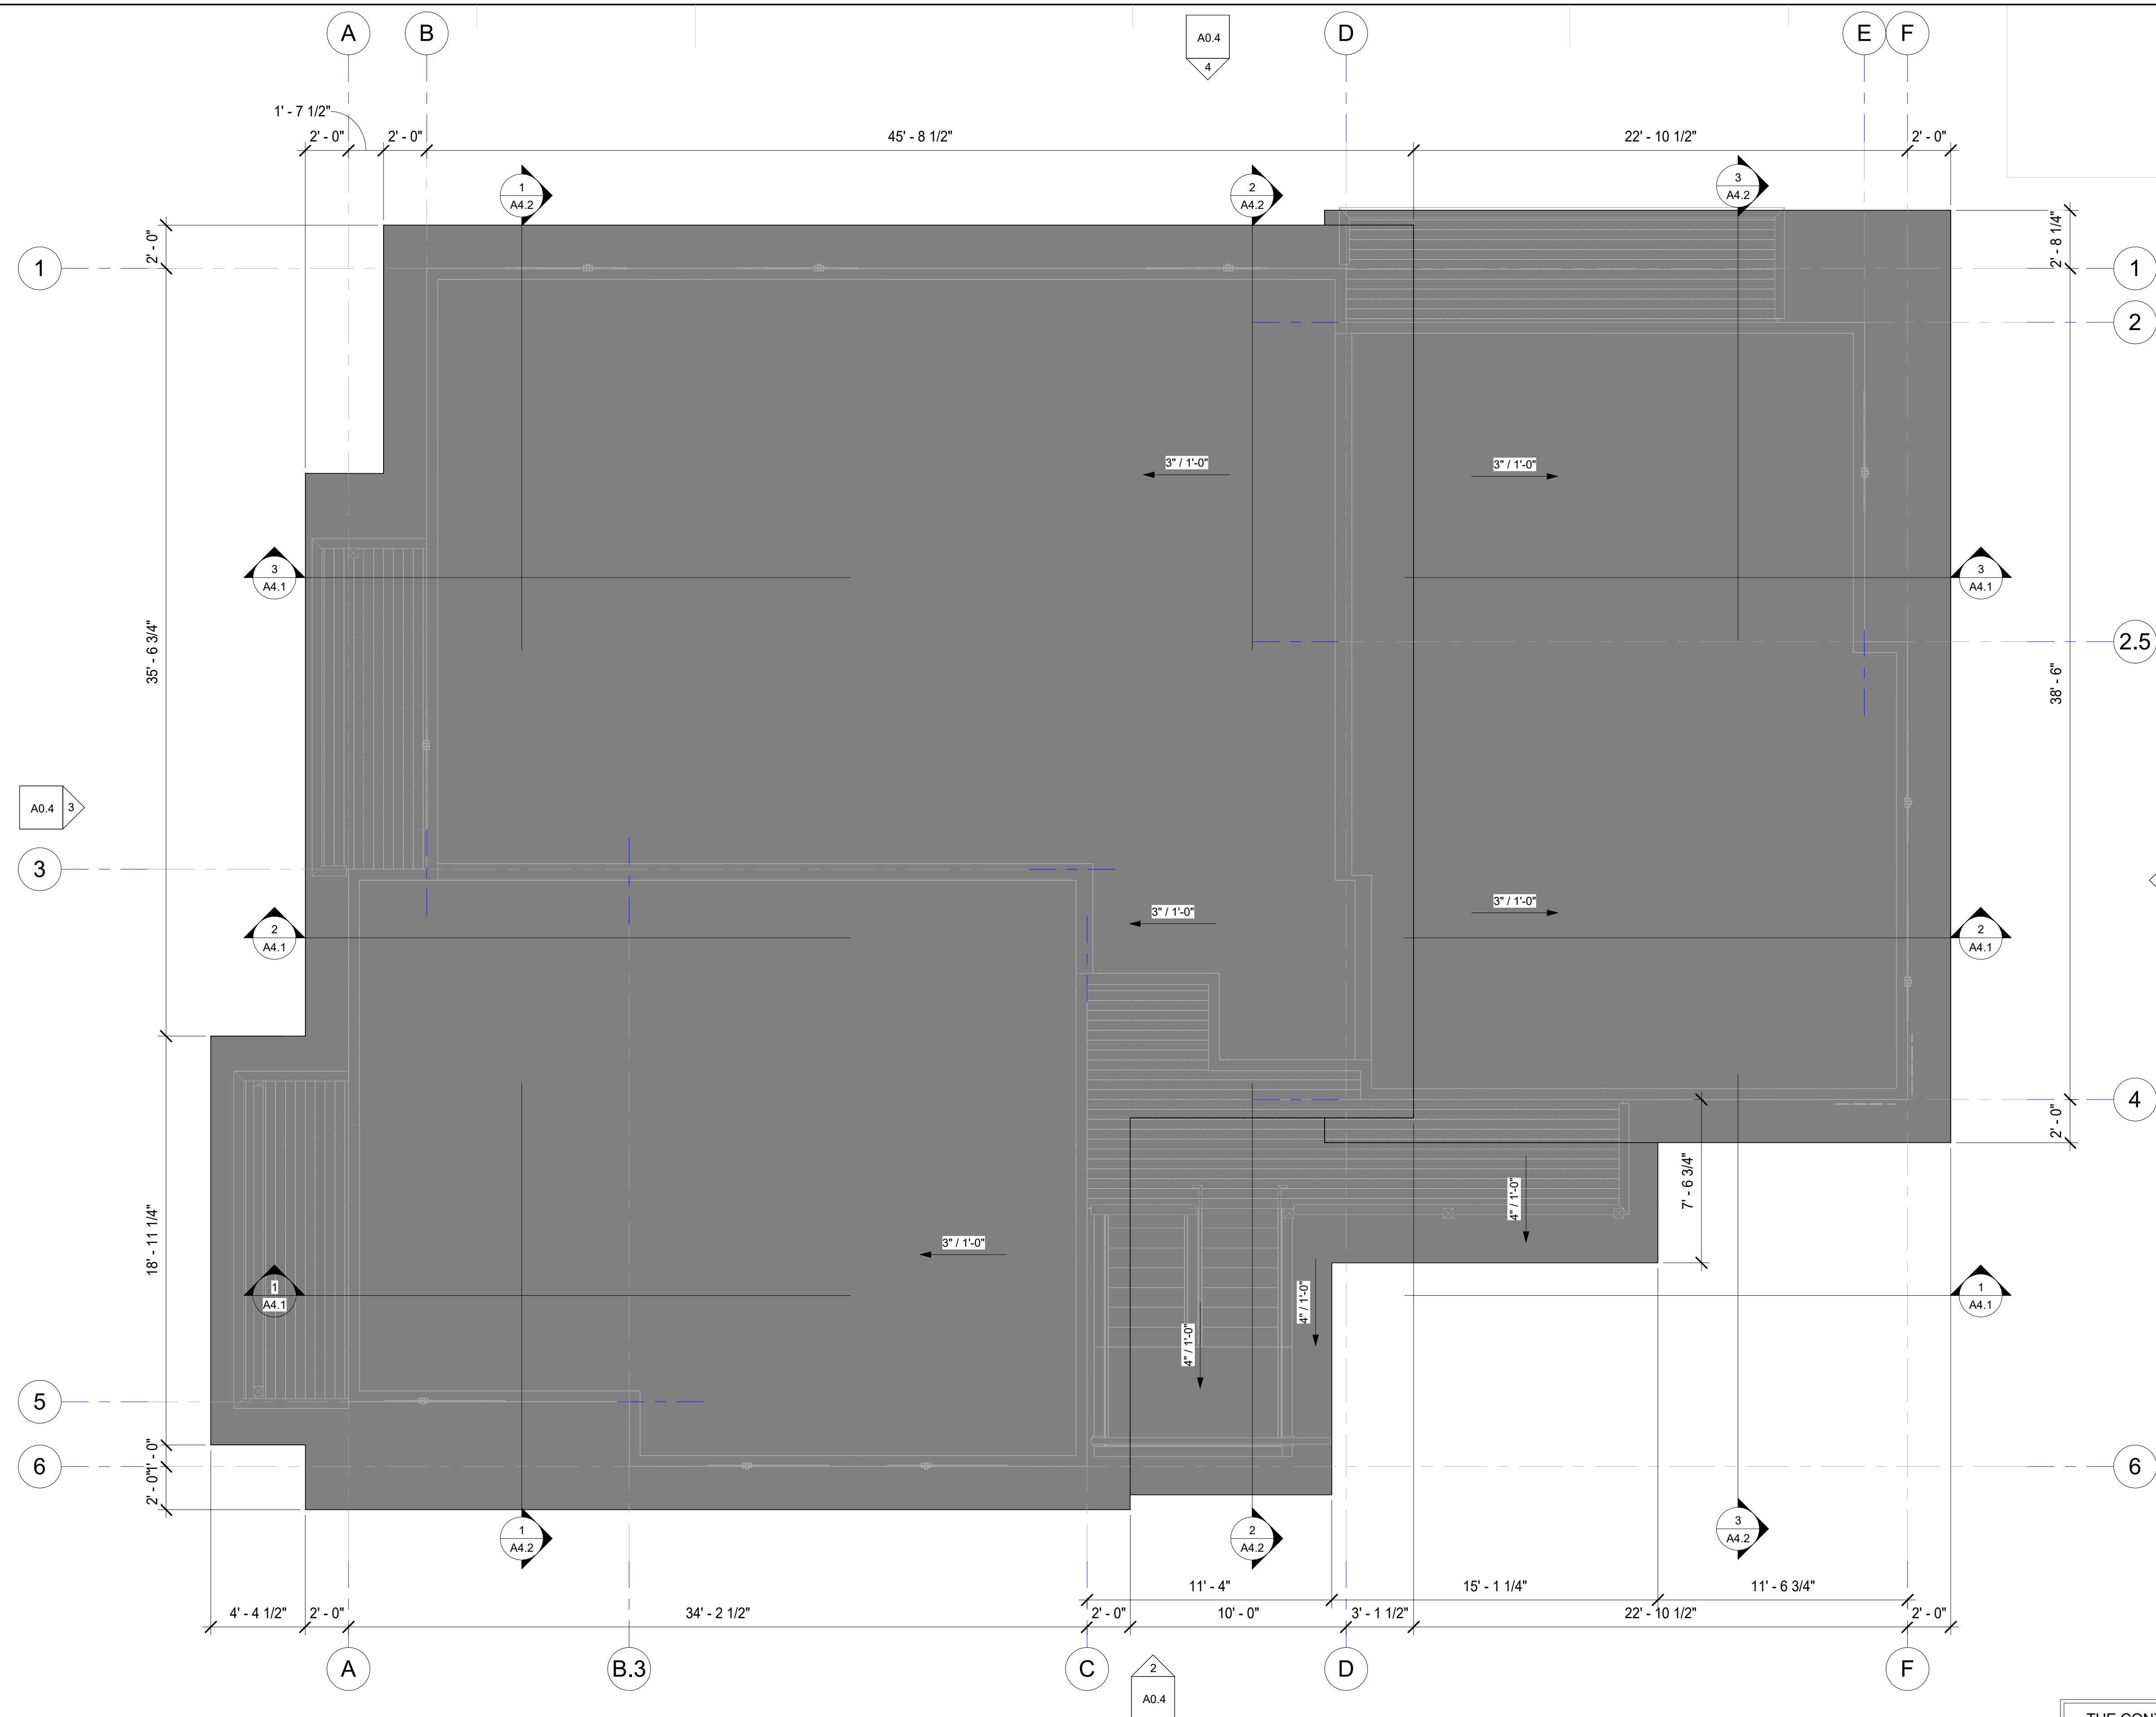 A
B
D
E
F
A0.4
4
1' - 7 1/2"
2' - 0"
2' - 0"
45' - 8 1/2"
22' - 10 1/2"
2' - 0"
1
A4.2
2
A4.2
3
A4.2
2' - 0"
2' - 8 1/4"
1
1
2
3" / 1'-0"
3" / 1'-0"
3
A4.1
3
A4.1
35' - 6 3/4"
2.5
38' - 6"
A0.4
3
3
3" / 1'-0"
3" / 1'-0"
2
A4.1
2
A4.1
4
2' - 0"
7' - 6 3/4"
4" / 1'-0"
18' - 11 1/4"
3" / 1'-0"
1
A4.1
4" / 1'-0"
4" / 1'-0"
1
A4.1
5
1' - 0"
6
2' - 0"
6
1
A4.2
2
A4.2
3
A4.2
11' - 4"
15' - 1 1/4"
11' - 6 3/4"
4' - 4 1/2"
2' - 0"
34' - 2 1/2"
2' - 0"
10' - 0"
3' - 1 1/2"
22' - 10 1/2"
2' - 0"
A
B.3
C
D
F
2
A0.4